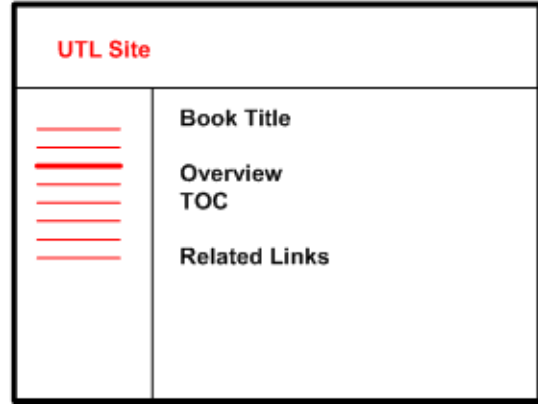 UTL Site
Book Title
Overview
TOC
Related Links